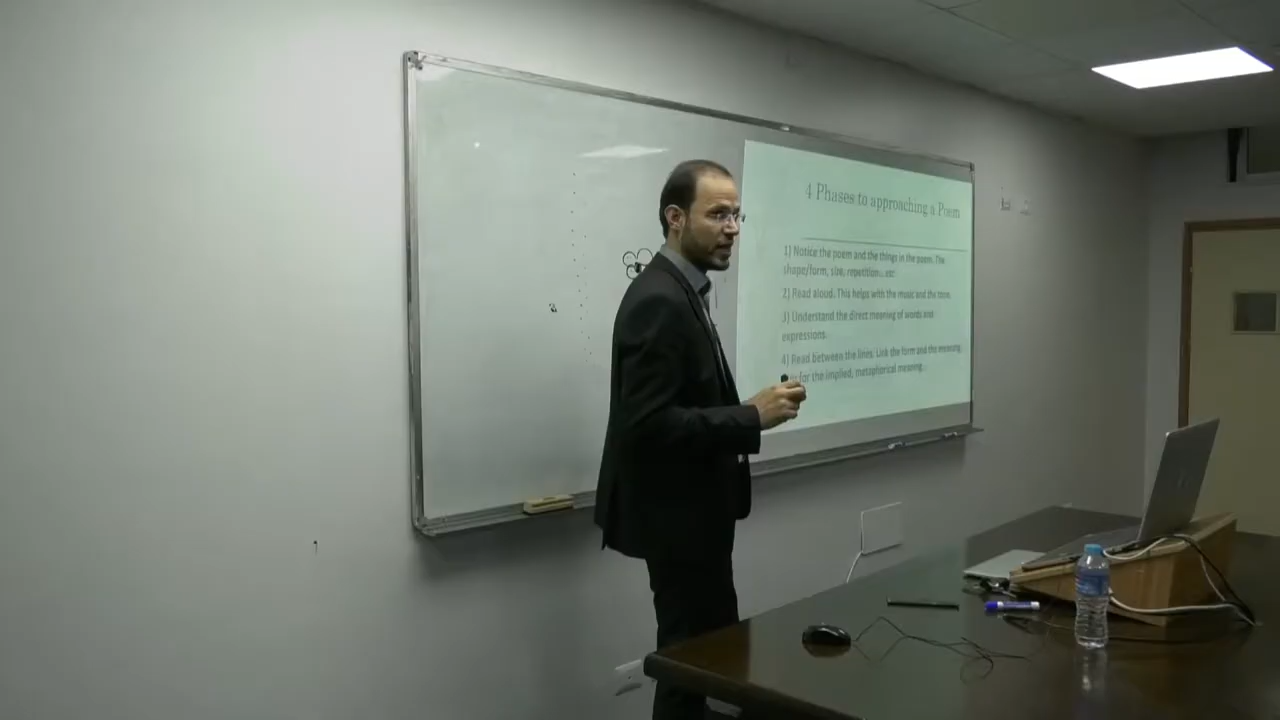 4 Phases to approaching a Poem
1) Notice the poem and the things in the poem. The
shape/form, size, repetition... etc
2) Read aloud. This helps with the music and the tone.
3) Understand the direct meaning of words and
expressions.
4) Read between the lines. Link the form and the meaning.
for the implied, metaphorical meaning.